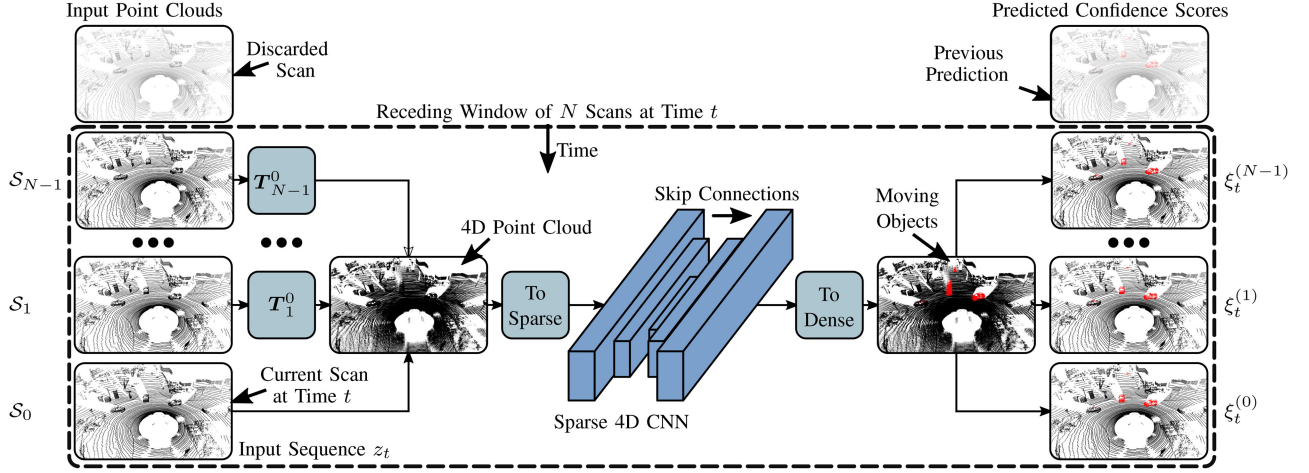 Input Point Clouds
Predicted Confidence Scores
Discarded
Scan
Previous
Prediction
Receding Window of N Scans at Time t
Time
S_{N−1}
T^0_{N−1}
Skip Connections
Moving
Objects
ξ_t^{(N−1)}
4D Point Cloud
S_1
T^0_1
To
Sparse
To
Dense
ξ_t^{(1)}
Current Scan
at Time t
S_0
Sparse 4D CNN
ξ_t^{(0)}
Input Sequence z_t